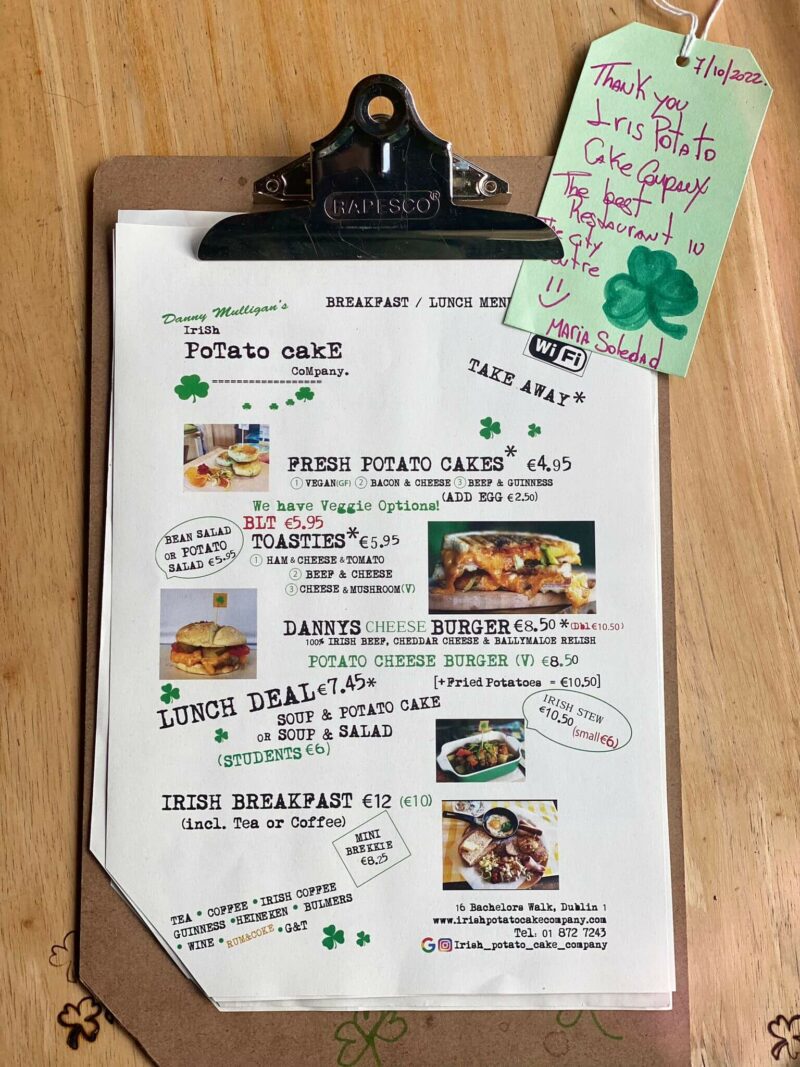 7/10/2022.
Thank you
Iris Potato
Cake Company
The best
Restaurant in
The city
centre
Maria Soledad
RAPESCO
Danny Mulligan's
IriSh
PoTato cakE
CoMpany.
BREAKFAST / LUNCH MENU
WiFi
TAKE AWAY*
FRESH POTATO CAKES* €4.95
1 VEGAN(GF) 2 BACON & CHEESE 3 BEEF & GUINNESS
(ADD EGG €2.50)
We have Veggie Options!
BLT €5.95
BEAN SALAD
OR POTATO
SALAD €5.95
TOASTIES*€5.95
1 HAM & CHEESE & TOMATO
2 BEEF & CHEESE
3 CHEESE & MUSHROOM(V)
DANNYS CHEESE BURGER €8.50 *(Dbl €10.50)
100% IRISH BEEF, CHEDDAR CHEESE & BALLYMALOE RELISH
POTATO CHEESE BURGER (V) €8.50
[+Fried Potatoes = €10.50]
LUNCH DEAL €7.45*
SOUP & POTATO CAKE
OR SOUP & SALAD
(STUDENTS €6)
IRISH STEW
€10.50
(small €6)
IRISH BREAKFAST €12 (€10)
(incl. Tea or Coffee)
MINI
BREKKIE
€8.25
TEA • COFFEE • IRISH COFFEE
GUINNESS • HEINEKEN • BULMERS
• WINE • RUM&COKE • G&T
16 Bachelors Walk, Dublin 1
www.irishpotatocakecompany.com
Tel: 01 872 7243
Irish_potato_cake_company